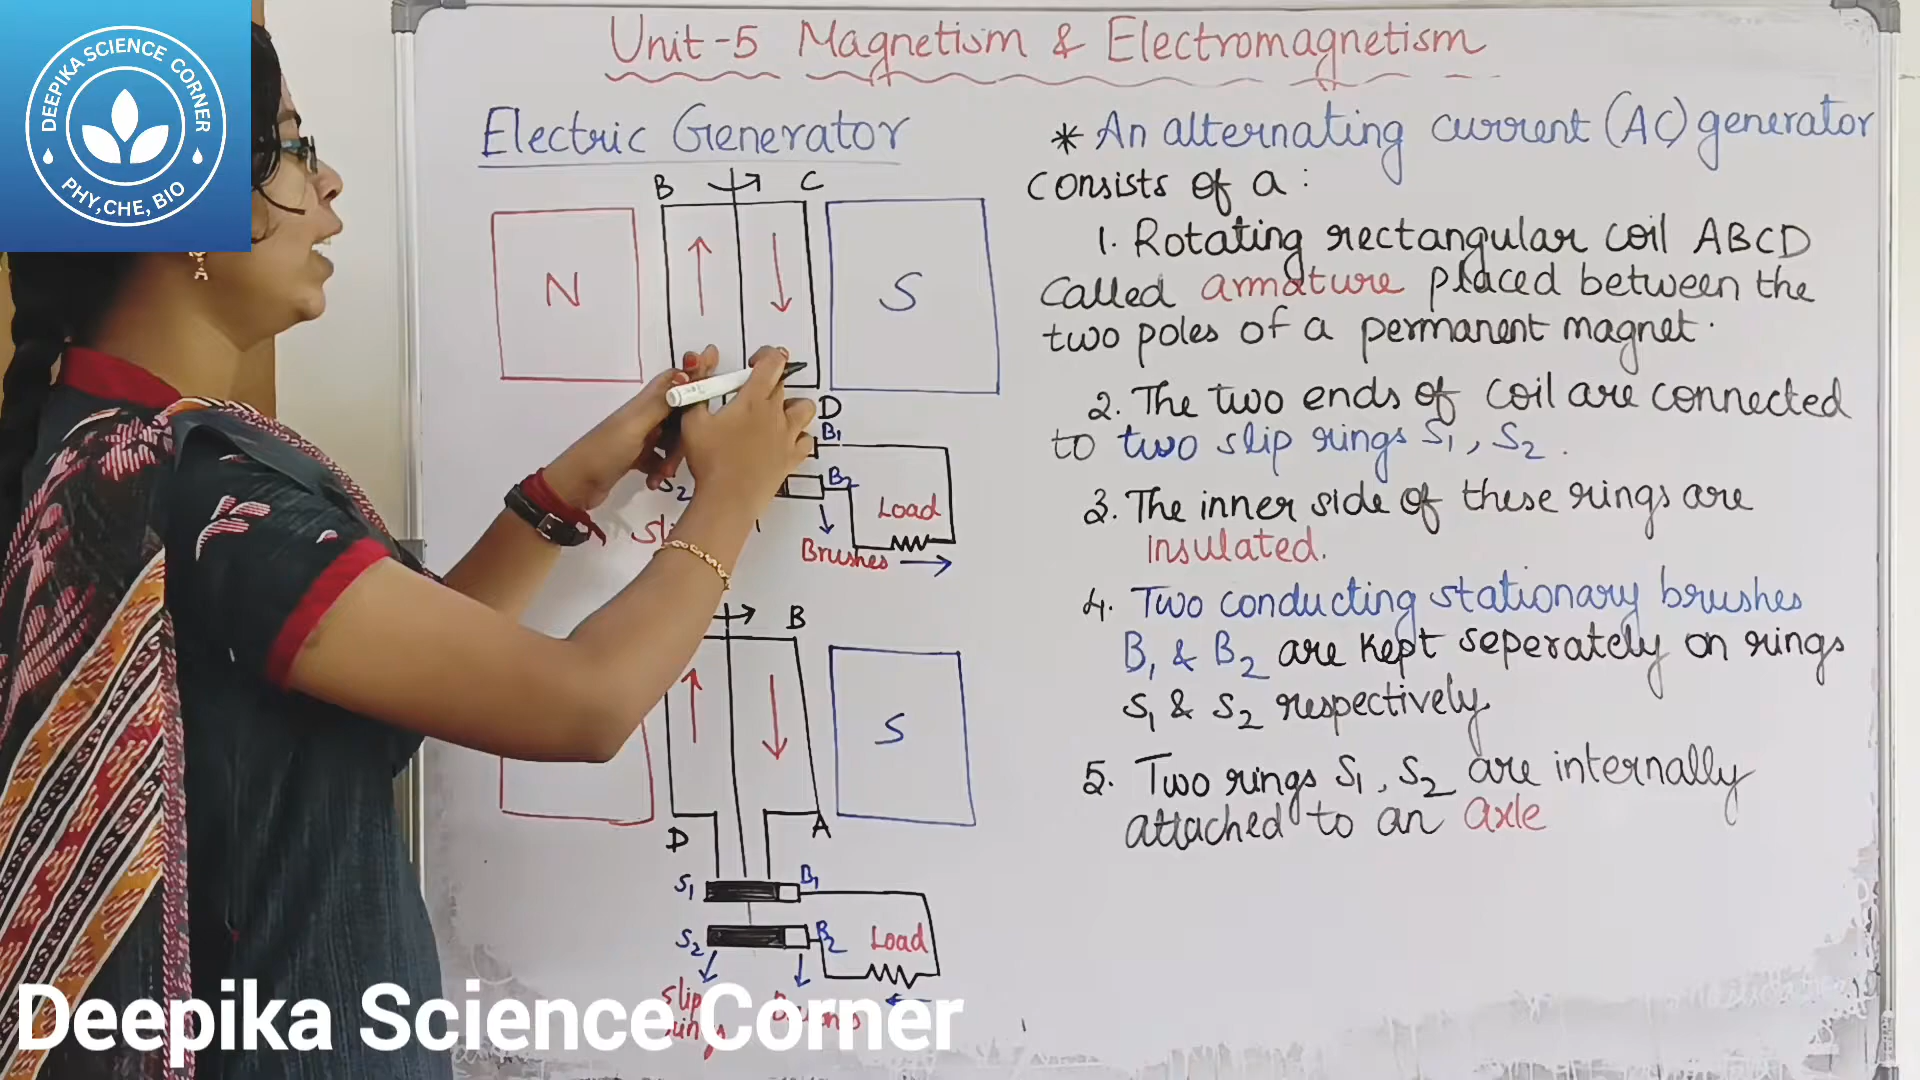 DEEPIKA SCIENCE CORNER
PHY,CHE, BIO
Unit-5 Magnetism & Electromagnetism
Electric Generator
B C
N S
D
B1
S2 B2
Load
Brushes
B
S
D A
S1 B1
S2 B2
Load
Slip
rings
* An alternating current (AC) generator
consists of a :
1. Rotating rectangular coil ABCD
called armature placed between the
two poles of a permanent magnet.
2. The two ends of coil are connected
to two slip rings S1, S2.
3. The inner side of these rings are
insulated.
4. Two conducting stationary brushes
B1 & B2 are kept seperately on rings
S1 & S2 respectively.
5. Two rings S1, S2 are internally
attached to an axle
Deepika Science Corner